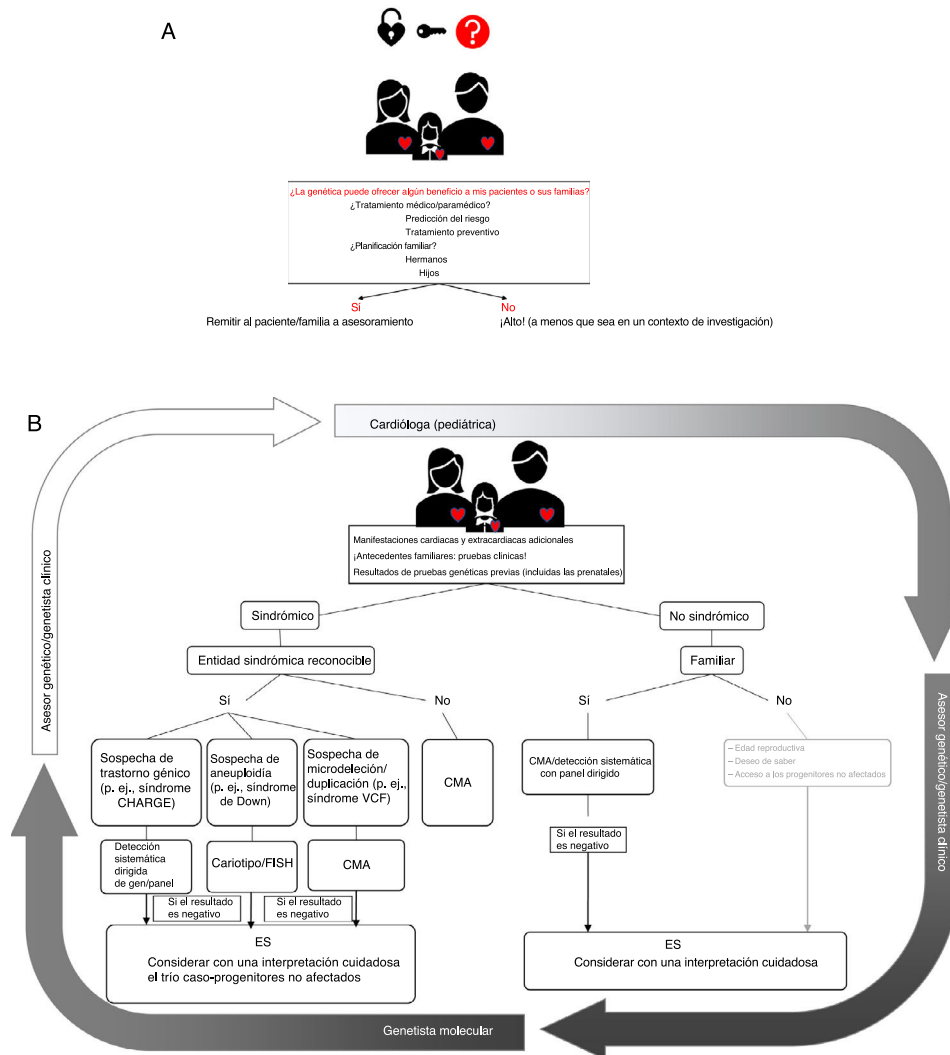 A
?
¿La genética puede ofrecer algún beneficio a mis pacientes o sus familias?
¿Tratamiento médico/paramédico?
Predicción del riesgo
Tratamiento preventivo
¿Planificación familiar?
Hermanos
Hijos
Sí
No
Remitir al paciente/familia a asesoramiento
¡Alto! (a menos que sea en un contexto de investigación)
B
Cardióloga (pediátrica)
Asesor genético/genetista clínico
Manifestaciones cardiacas y extracardiacas adicionales
¡Antecedentes familiares: pruebas clínicas!
Resultados de pruebas genéticas previas (incluidas las prenatales)
Sindrómico
No sindrómico
Entidad sindrómica reconocible
Familiar
Sí
No
Sí
No
Asesor genético/genetista clínico
Sospecha de
trastorno génico
(p. ej., síndrome
CHARGE)
Sospecha de
aneuploidía
(p. ej., síndrome
de Down)
Sospecha de
microdeleción/
duplicación (p. ej.,
síndrome VCF)
CMA
CMA/detección sistemática
con panel dirigido
– Edad reproductiva
– Deseo de saber
– Acceso a los progenitores no afectados
Detección
sistemática
dirigida
de gen/panel
Cariotipo/FISH
CMA
Si el resultado
es negativo
Si el resultado
es negativo
Si el resultado
es negativo
ES
Considerar con una interpretación cuidadosa
el trío caso-progenitores no afectados
ES
Considerar con una interpretación cuidadosa
Genetista molecular